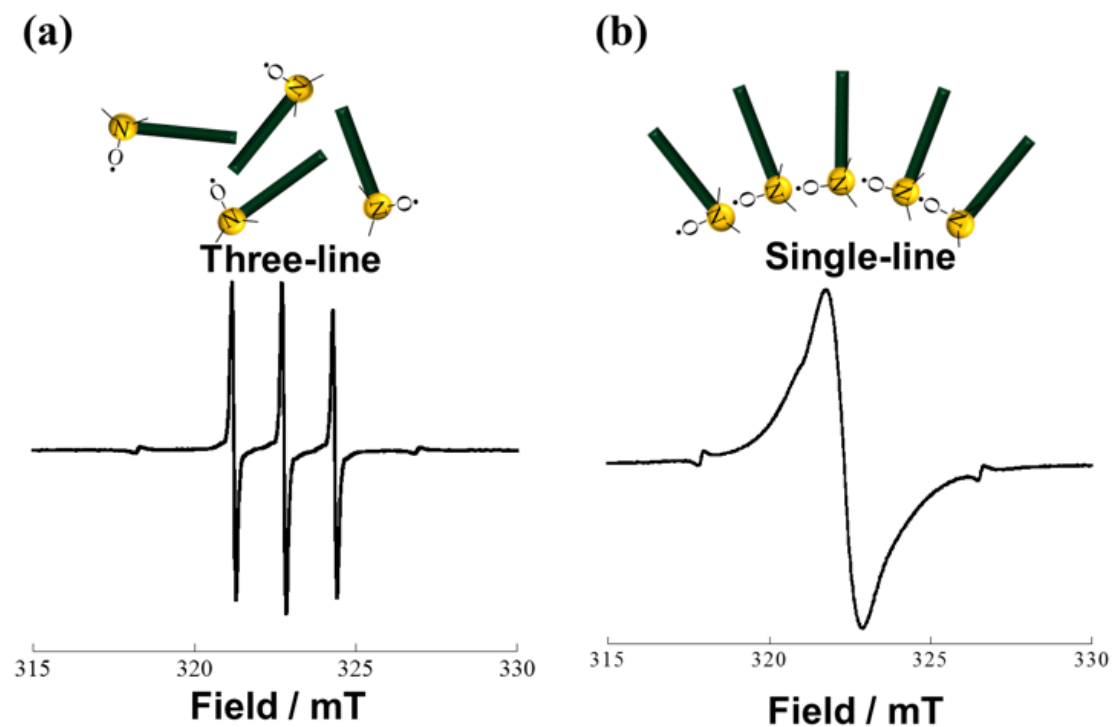 (a)
(b)
N
O
N
O
N
O
N
O
N
O
N
O
N
O
N
O
N
O
Three-line
Single-line
315 320 325 330
315 320 325 330
Field / mT
Field / mT